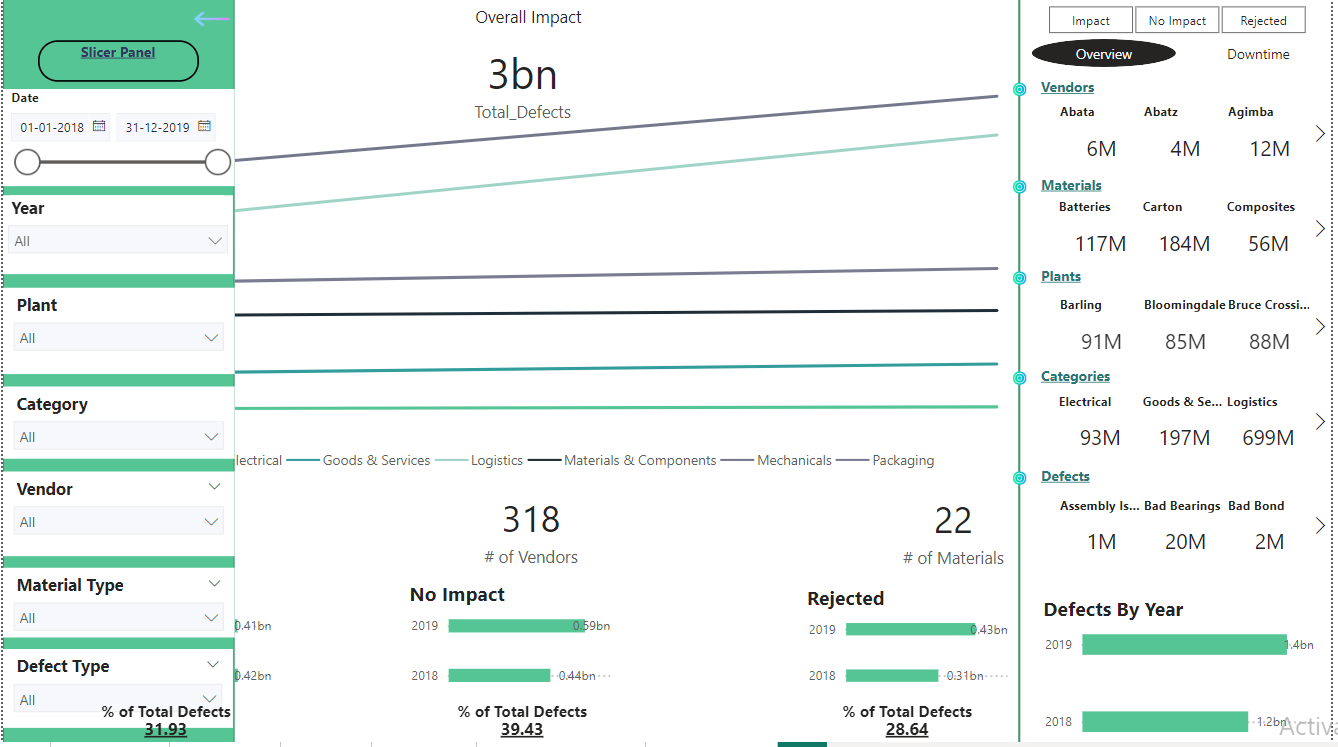 Slicer Panel
Date
01-01-2018 31-12-2019
Year
All
Plant
All
Category
All
Vendor
All
Material Type
All
Defect Type
All
Overall Impact
3bn
Total_Defects
lectrical Goods & Services Logistics Materials & Components Mechanicals Packaging
318
# of Vendors
22
# of Materials
0.41bn
0.42bn
% of Total Defects
31.93
No Impact
2019 0.59bn
2018 0.44bn
% of Total Defects
39.43
Rejected
2019 0.43bn
2018 0.31bn
% of Total Defects
28.64
Impact No Impact Rejected
Overview Downtime
Vendors
Abata Abatz Agimba
6M 4M 12M
Materials
Batteries Carton Composites
117M 184M 56M
Plants
Barling Bloomingdale Bruce Crossi...
91M 85M 88M
Categories
Electrical Goods & Se... Logistics
93M 197M 699M
Defects
Assembly Is... Bad Bearings Bad Bond
1M 20M 2M
Defects By Year
2019 1.4bn
2018 1.2bn
Activa